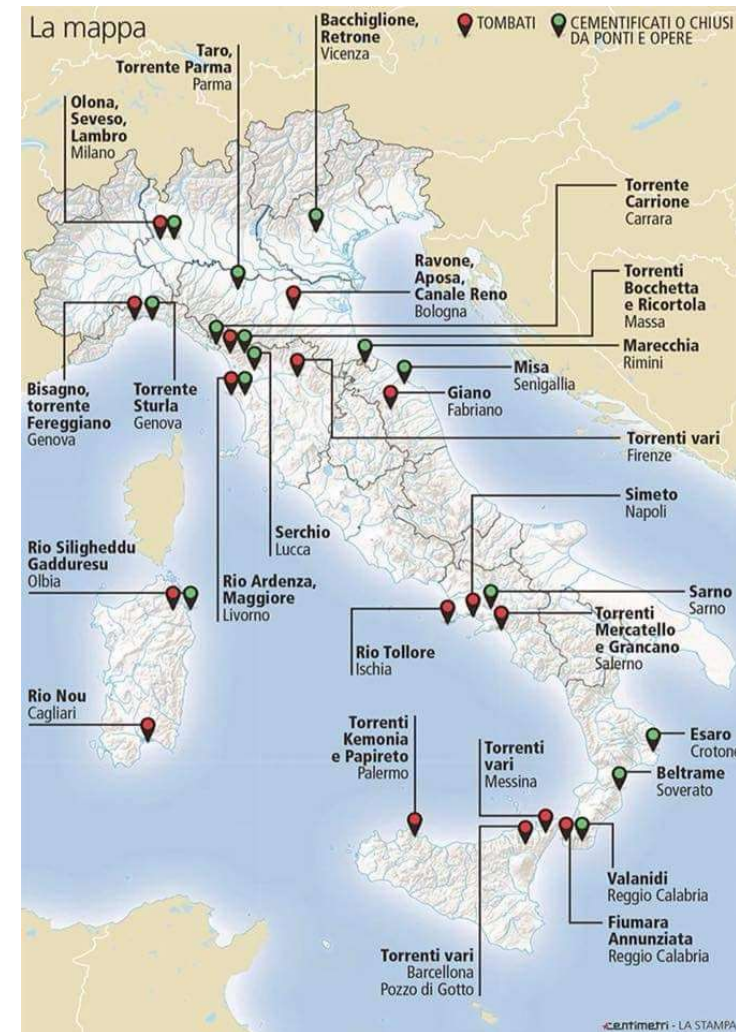 La mappa
TOMBATI
CEMENTIFICATI O CHIUSI
DA PONTI E OPERE
Bacchiglione,
Retrone
Vicenza
Taro,
Torrente Parma
Parma
Olona,
Seveso,
Lambro
Milano
Torrente
Carrione
Carrara
Ravone,
Aposa,
Canale Reno
Bologna
Torrenti
Bocchetta
e Ricortola
Massa
Marecchia
Rimini
Misa
Senigallia
Giano
Fabriano
Bisagno,
torrente
Fereggiano
Genova
Torrente
Sturla
Genova
Torrenti vari
Firenze
Simeto
Napoli
Serchio
Lucca
Rio Siligheddu
Gadduresu
Olbia
Rio Ardenza,
Maggiore
Livorno
Sarno
Sarno
Torrenti
Mercatello
e Grancano
Salerno
Rio Tollore
Ischia
Rio Nou
Cagliari
Torrenti
Kemonia
e Papireto
Palermo
Torrenti
vari
Messina
Esaro
Crotone
Beltrame
Soverato
Valanidi
Reggio Calabria
Fiumara
Annunziata
Reggio Calabria
Torrenti vari
Barcellona
Pozzo di Gotto
centimetri - LA STAMPA